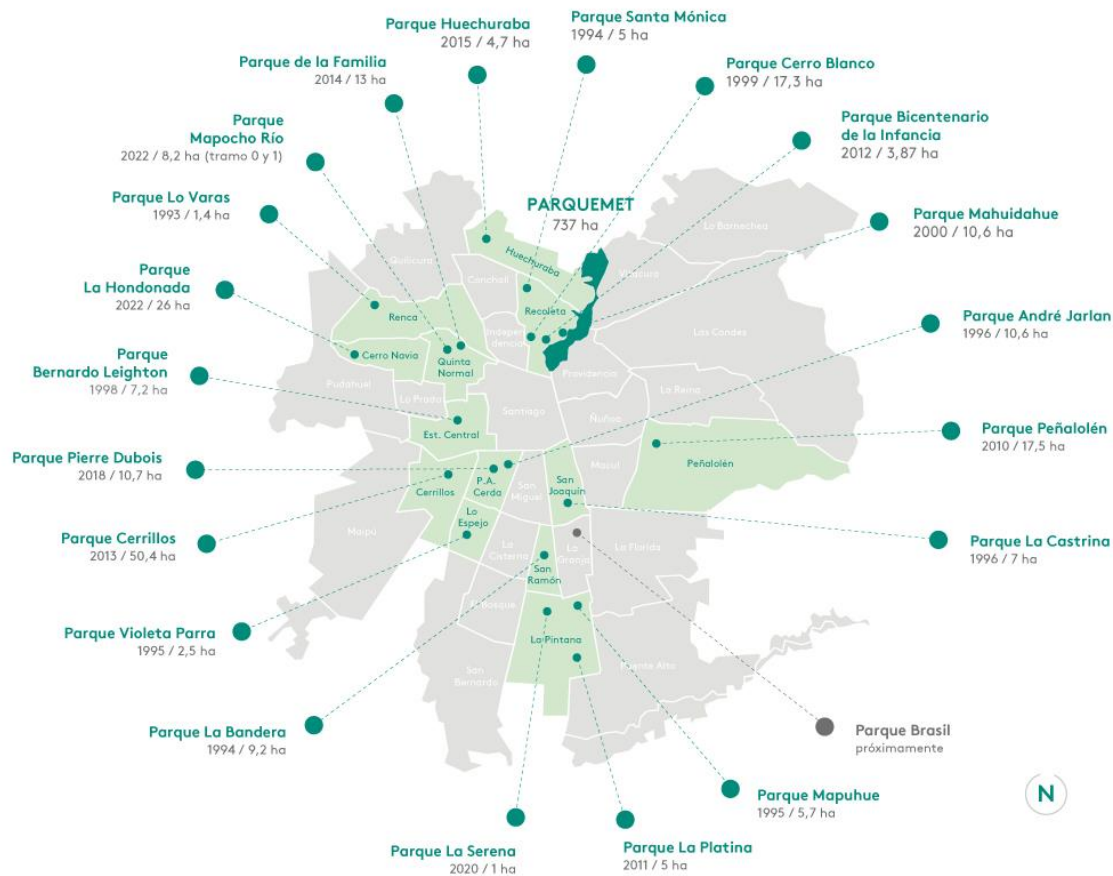 Parque Huechuraba
2015 / 4,7 ha
Parque Santa Mónica
1994 / 5 ha
Parque de la Familia
2014 / 13 ha
Parque Cerro Blanco
1999 / 17,3 ha
Parque
Mapocho Río
2022 / 8,2 ha (tramo 0 y 1)
Parque Bicentenario
de la Infancia
2012 / 3,87 ha
Parque Lo Varas
1993 / 1,4 ha
PARQUEMET
737 ha
Parque Mahuidahue
2000 / 10,6 ha
Parque
La Hondonada
2022 / 26 ha
Parque André Jarlan
1996 / 10,6 ha
Parque
Bernardo Leighton
1998 / 7,2 ha
Parque Peñalolén
2010 / 17,5 ha
Parque Pierre Dubois
2018 / 10,7 ha
Parque Cerrillos
2013 / 50,4 ha
Parque La Castrina
1996 / 7 ha
Parque Violeta Parra
1995 / 2,5 ha
Parque La Bandera
1994 / 9,2 ha
Parque Brasil
próximamente
Parque Mapuhue
1995 / 5,7 ha
Parque La Serena
2020 / 1 ha
Parque La Platina
2011 / 5 ha
N
Lo Barnechea
Quilicura
Huechuraba
Vitacura
Conchalí
Recoleta
Renca
Indepen
dencia
Las Condes
Cerro Navia
Quinta
Normal
Providencia
Pudahuel
Lo Prado
La Reina
Santiago
Ñuñoa
Est. Central
Peñalolén
Macul
Cerrillos
P.A.
Cerda
San
Miguel
San
Joaquín
Lo
Espejo
Maipú
La
Cisterna
La
Granja
La Florida
San
Ramón
El Bosque
La Pintana
San
Bernardo
Puente Alto